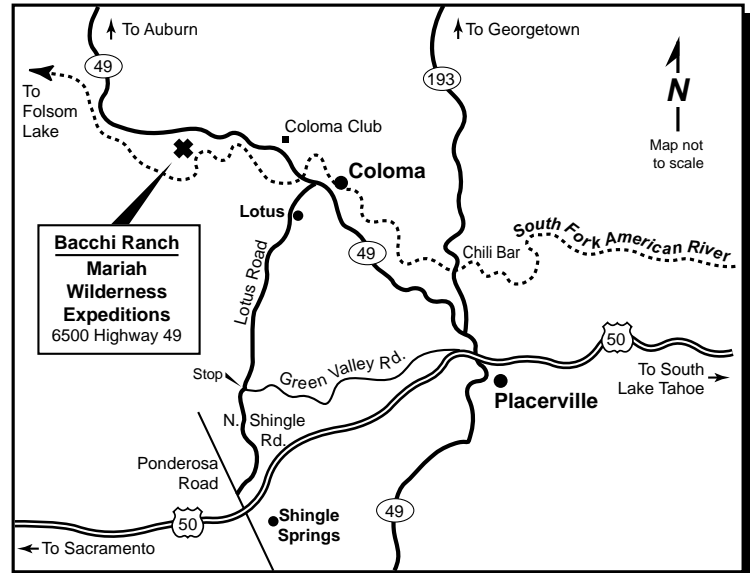 To Auburn
To Georgetown
49
193
To
Folsom
Lake
N
Map not
to scale
Coloma Club
Coloma
Lotus
South Fork American River
Chili Bar
49
Bacchi Ranch
Mariah
Wilderness
Expeditions
6500 Highway 49
Lotus Road
50
To South
Lake Tahoe
Stop
Green Valley Rd.
Placerville
N. Shingle
Rd.
Ponderosa
Road
50
Shingle
Springs
49
To Sacramento